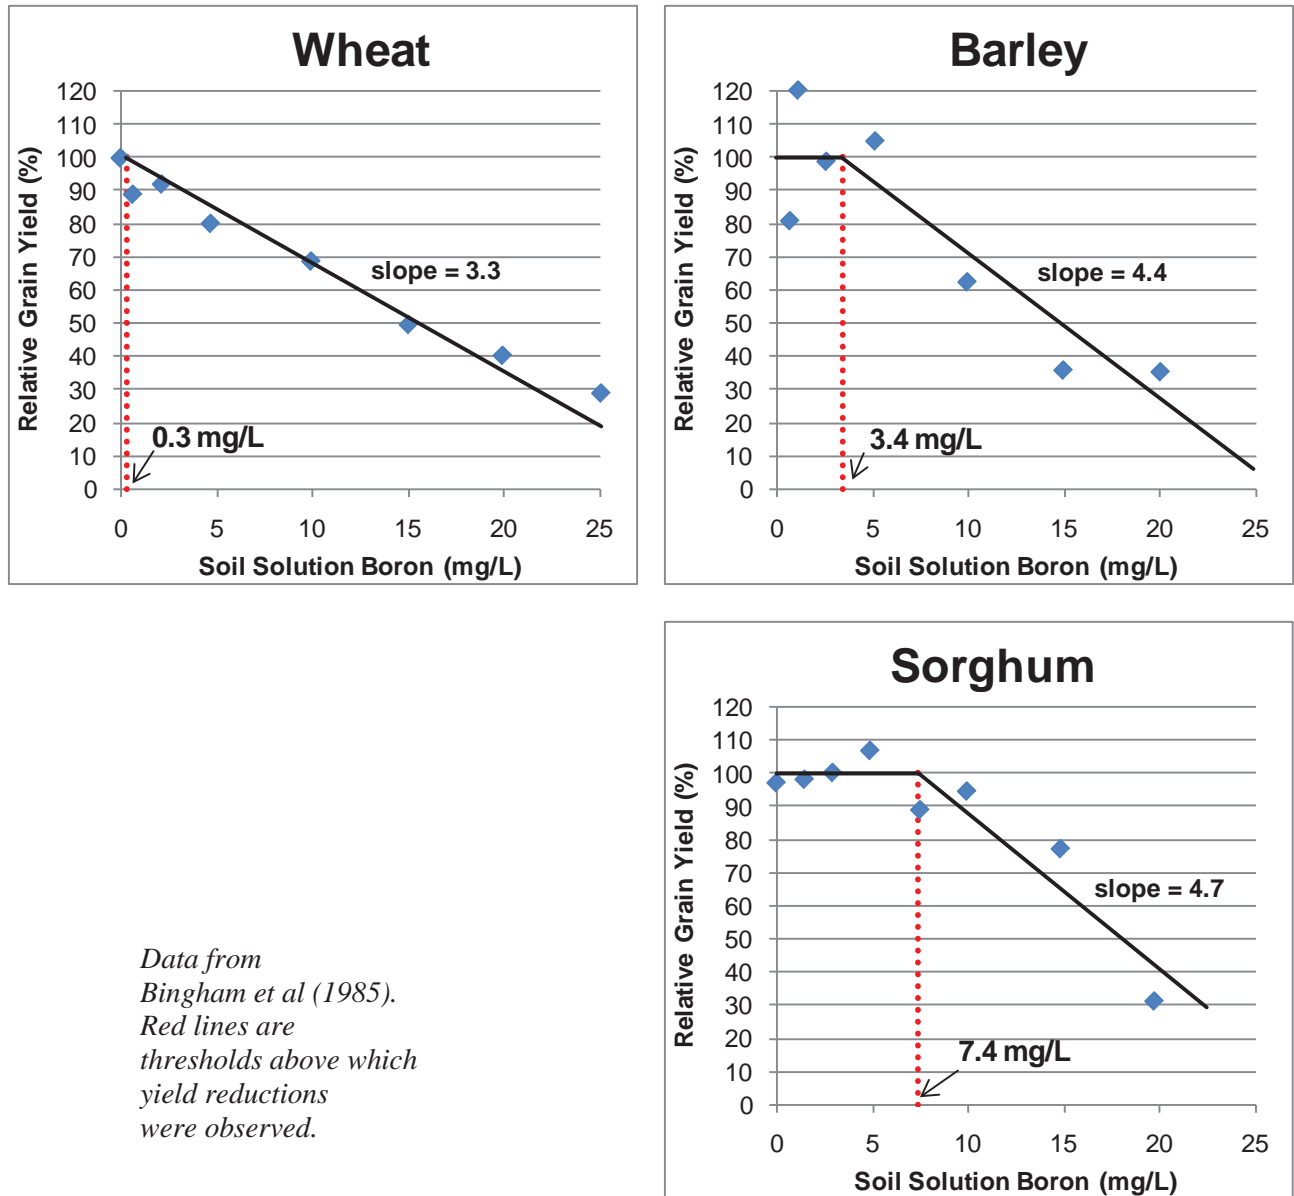 Wheat
120
110
100
90
80
70
60
50
40
30
20
10
0
Relative Grain Yield (%)
slope = 3.3
0.3 mg/L
0 5 10 15 20 25
Soil Solution Boron (mg/L)
Barley
120
110
100
90
80
70
60
50
40
30
20
10
0
Relative Grain Yield (%)
slope = 4.4
3.4 mg/L
0 5 10 15 20 25
Soil Solution Boron (mg/L)
Data from
Bingham et al (1985).
Red lines are
thresholds above which
yield reductions
were observed.
Sorghum
120
110
100
90
80
70
60
50
40
30
20
10
0
Relative Grain Yield (%)
slope = 4.7
7.4 mg/L
0 5 10 15 20 25
Soil Solution Boron (mg/L)